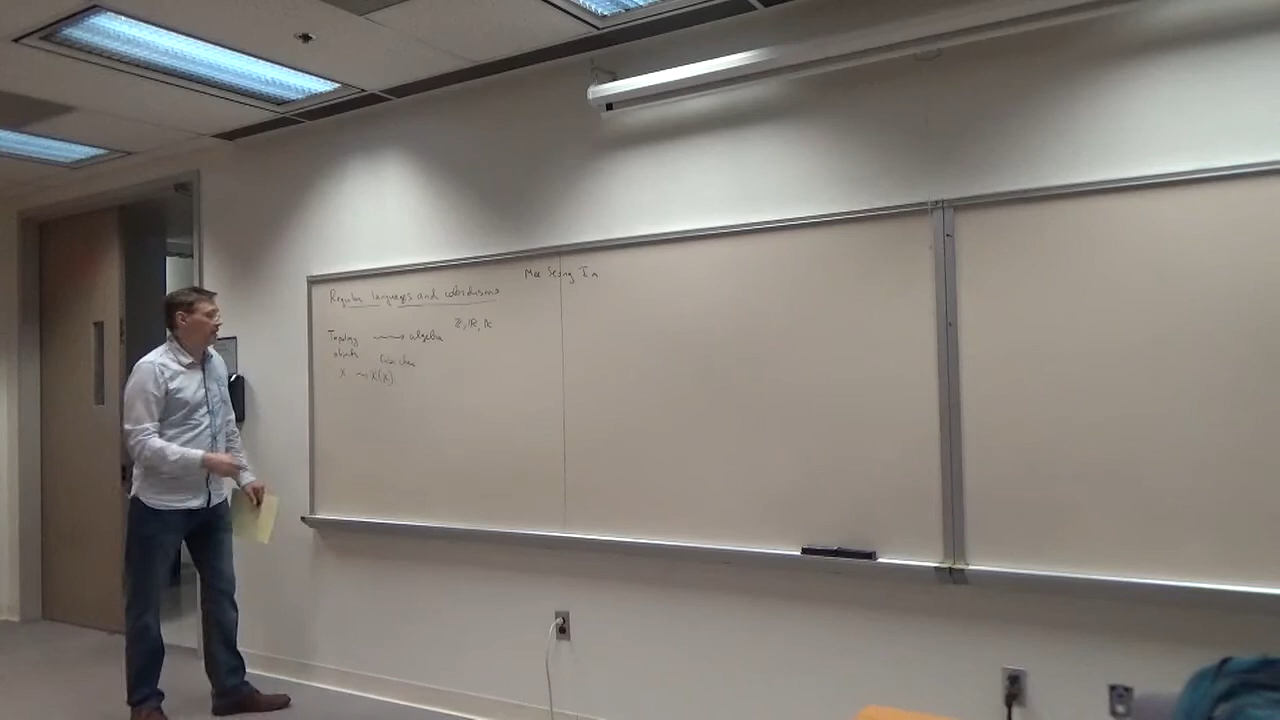 Mee Seong Im
Regular languages and cobordisms
Topology ⟿ algebra ℤ, ℝ, ℂ
objects
X ⟿ χ(X)